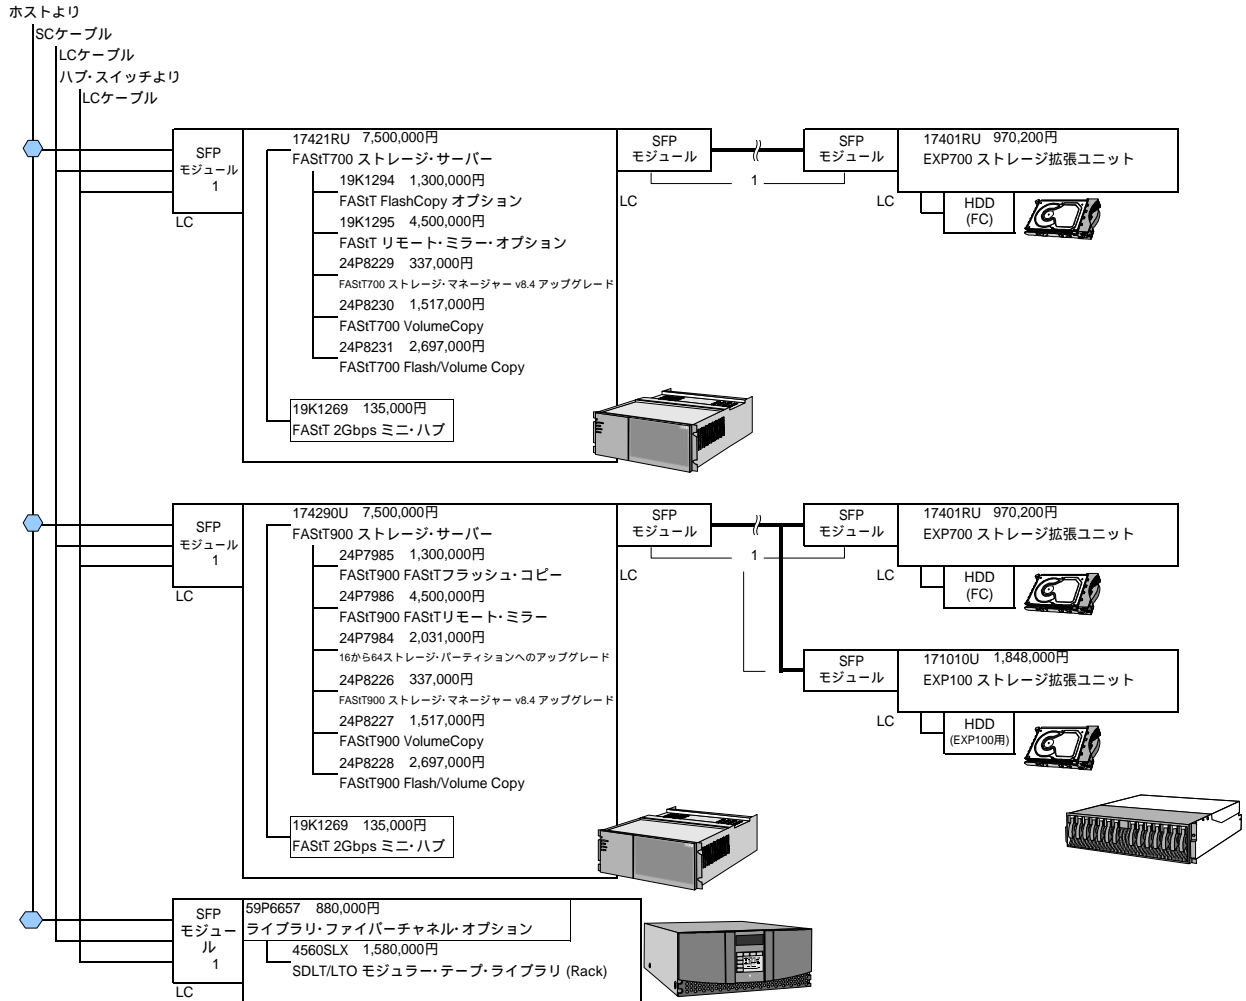 ホストより
SCケーブル
LCケーブル
ハブ・スイッチより
LCケーブル
SFP
モジュール
1
LC
17421RU 7,500,000円
FAStT700 ストレージ・サーバー
19K1294 1,300,000円
FAStT FlashCopy オプション
19K1295 4,500,000円
FAStT リモート・ミラー・オプション
24P8229 337,000円
FAStT700 ストレージ・マネージャー v8.4 アップグレード
24P8230 1,517,000円
FAStT700 VolumeCopy
24P8231 2,697,000円
FAStT700 Flash/Volume Copy
19K1269 135,000円
FAStT 2Gbps ミニ・ハブ
SFP
モジュール
LC
1
SFP
モジュール
LC
17401RU 970,200円
EXP700 ストレージ拡張ユニット
HDD
(FC)
SFP
モジュール
1
LC
174290U 7,500,000円
FAStT900 ストレージ・サーバー
24P7985 1,300,000円
FAStT900 FAStTフラッシュ・コピー
24P7986 4,500,000円
FAStT900 FAStTリモート・ミラー
24P7984 2,031,000円
16から64ストレージ・パーティションへのアップグレード
24P8226 337,000円
FAStT900 ストレージ・マネージャー v8.4 アップグレード
24P8227 1,517,000円
FAStT900 VolumeCopy
24P8228 2,697,000円
FAStT900 Flash/Volume Copy
19K1269 135,000円
FAStT 2Gbps ミニ・ハブ
SFP
モジュール
LC
1
SFP
モジュール
LC
17401RU 970,200円
EXP700 ストレージ拡張ユニット
HDD
(FC)
SFP
モジュール
LC
171010U 1,848,000円
EXP100 ストレージ拡張ユニット
HDD
(EXP100用)
SFP
モジュー
ル
1
LC
59P6657 880,000円
ライブラリ・ファイバーチャネル・オプション
4560SLX 1,580,000円
SDLT/LTO モジュラー・テープ・ライブラリ (Rack)